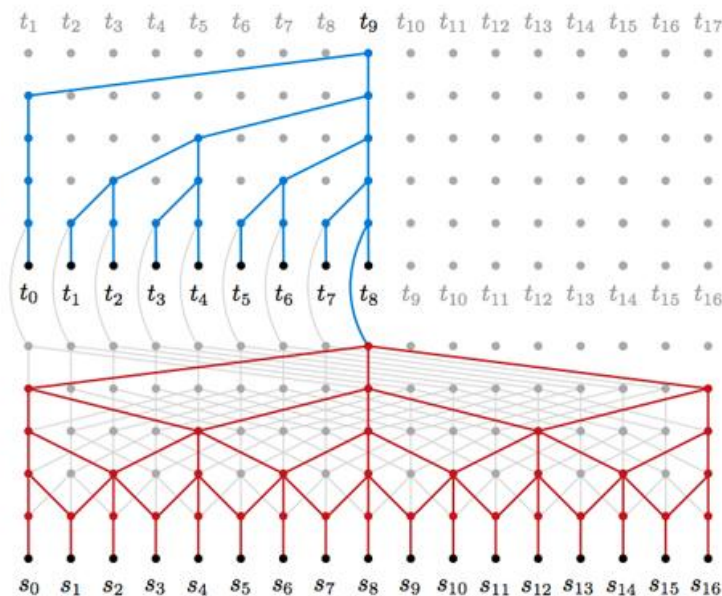 t₁ t₂ t₃ t₄ t₅ t₆ t₇ t₈ t₉ t₁₀ t₁₁ t₁₂ t₁₃ t₁₄ t₁₅ t₁₆ t₁₇
t₀ t₁ t₂ t₃ t₄ t₅ t₆ t₇ t₈ t₉ t₁₀ t₁₁ t₁₂ t₁₃ t₁₄ t₁₅ t₁₆
s₀ s₁ s₂ s₃ s₄ s₅ s₆ s₇ s₈ s₉ s₁₀ s₁₁ s₁₂ s₁₃ s₁₄ s₁₅ s₁₆